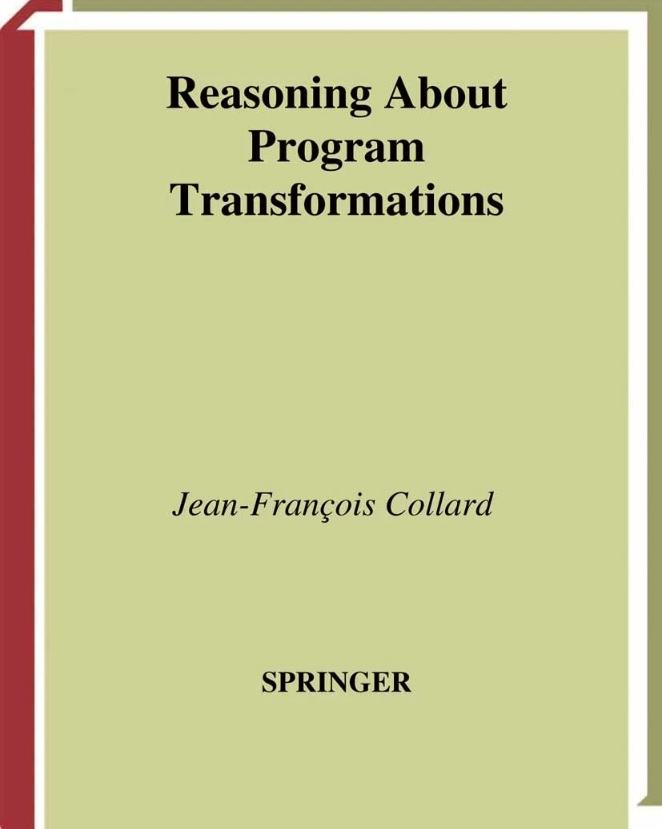 Reasoning About
Program
Transformations
Jean-François Collard
SPRINGER